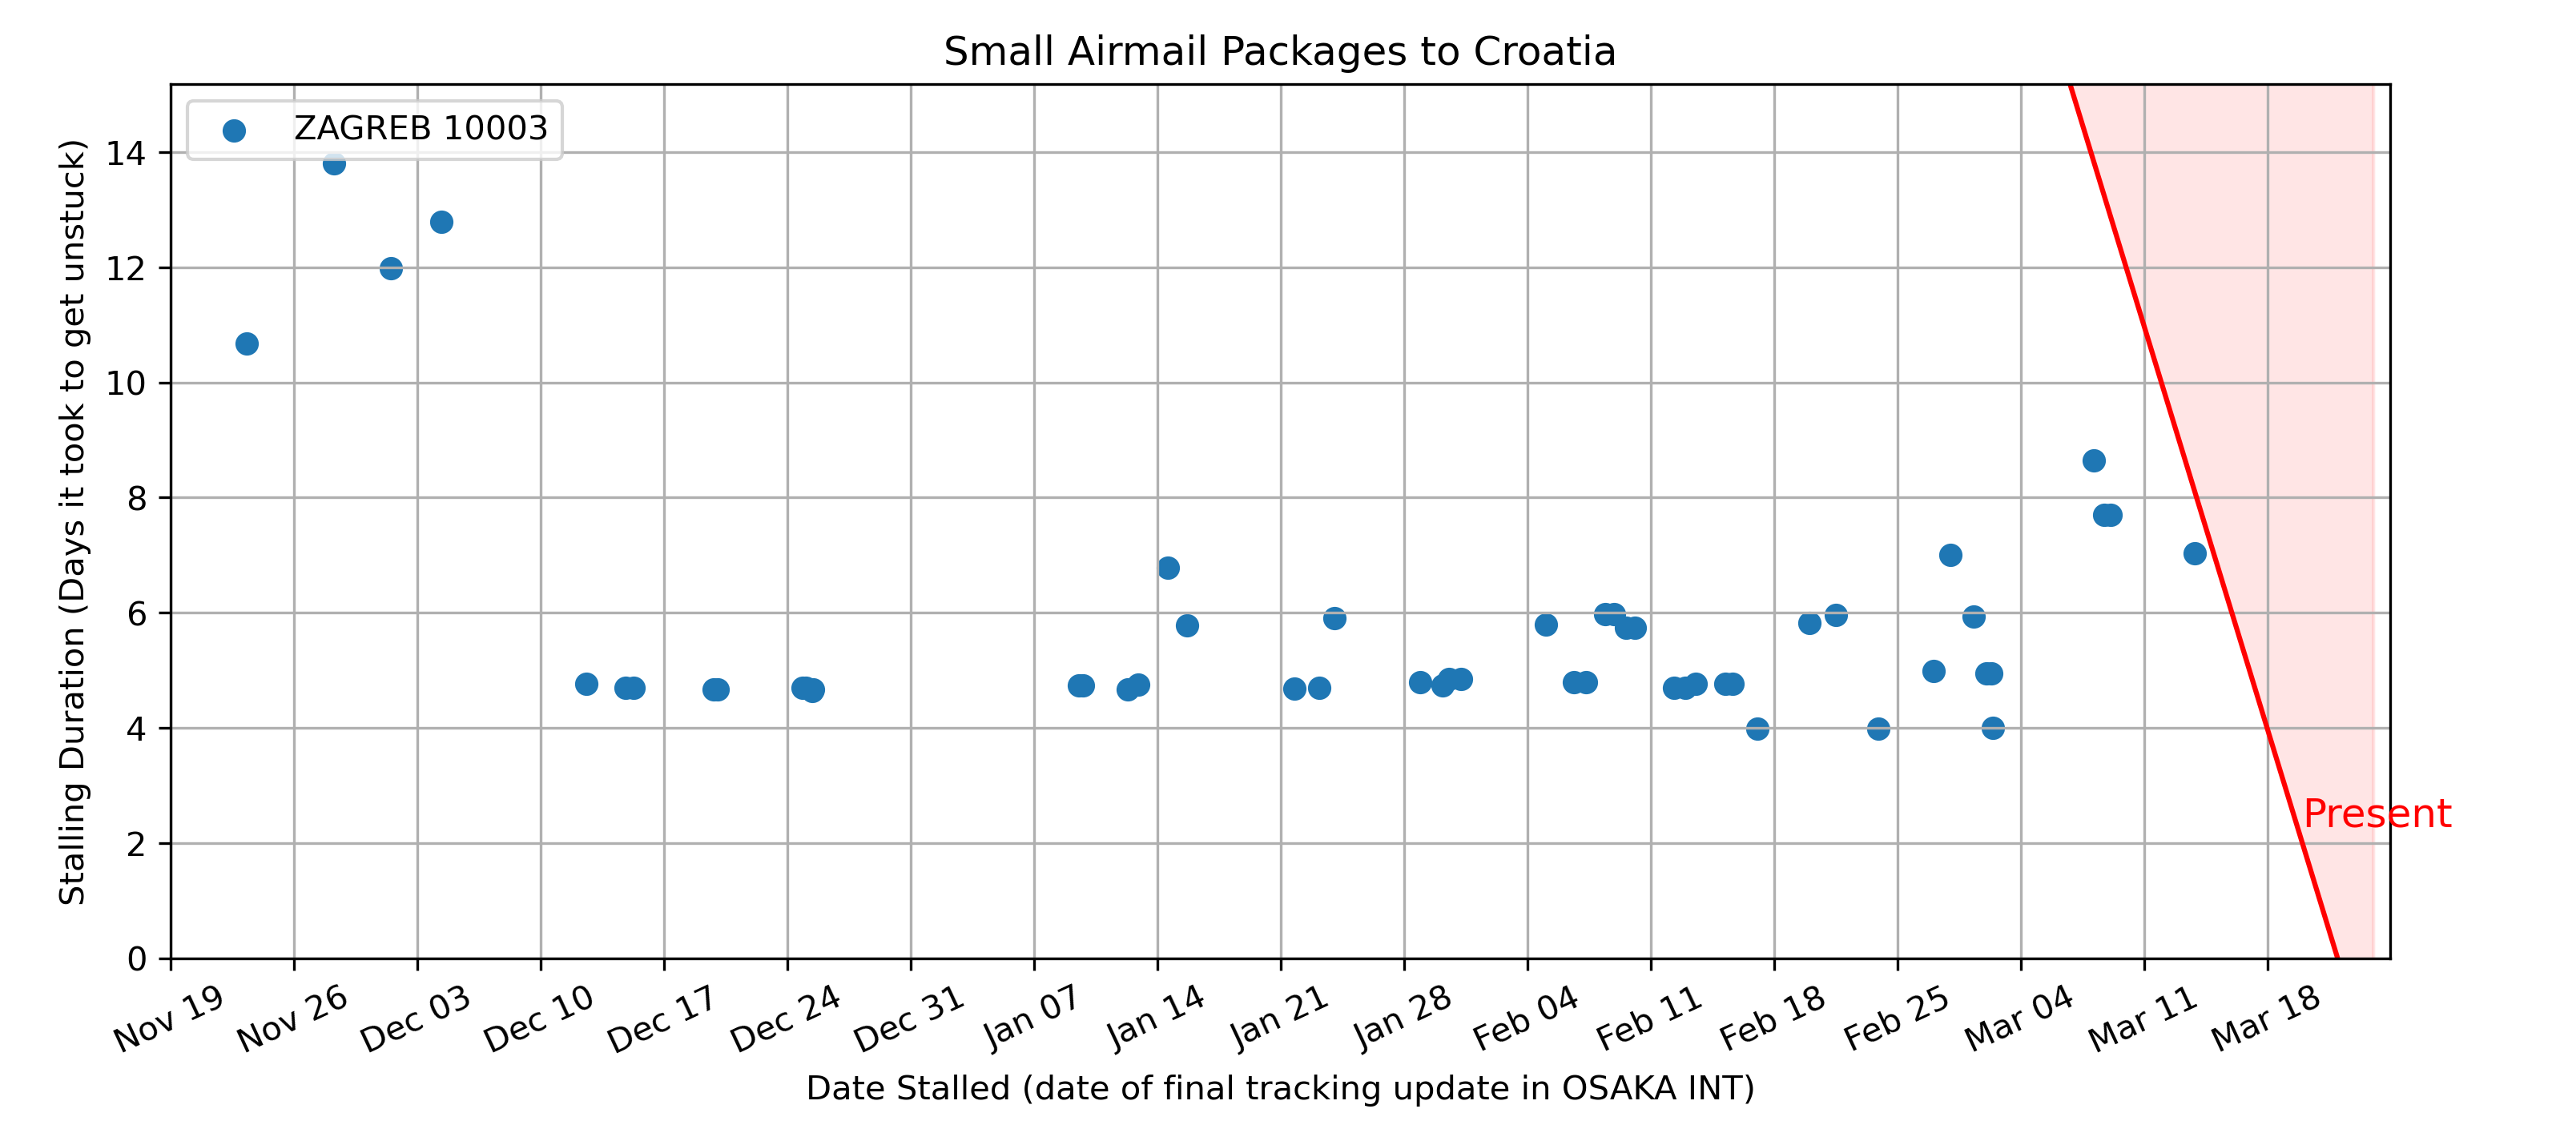 Small Airmail Packages to Croatia
ZAGREB 10003
Stalling Duration (Days it took to get unstuck)
14
12
10
8
6
4
2
0
Present
Nov 19
Nov 26
Dec 03
Dec 10
Dec 17
Dec 24
Dec 31
Jan 07
Jan 14
Jan 21
Jan 28
Feb 04
Feb 11
Feb 18
Feb 25
Mar 04
Mar 11
Mar 18
Date Stalled (date of final tracking update in OSAKA INT)